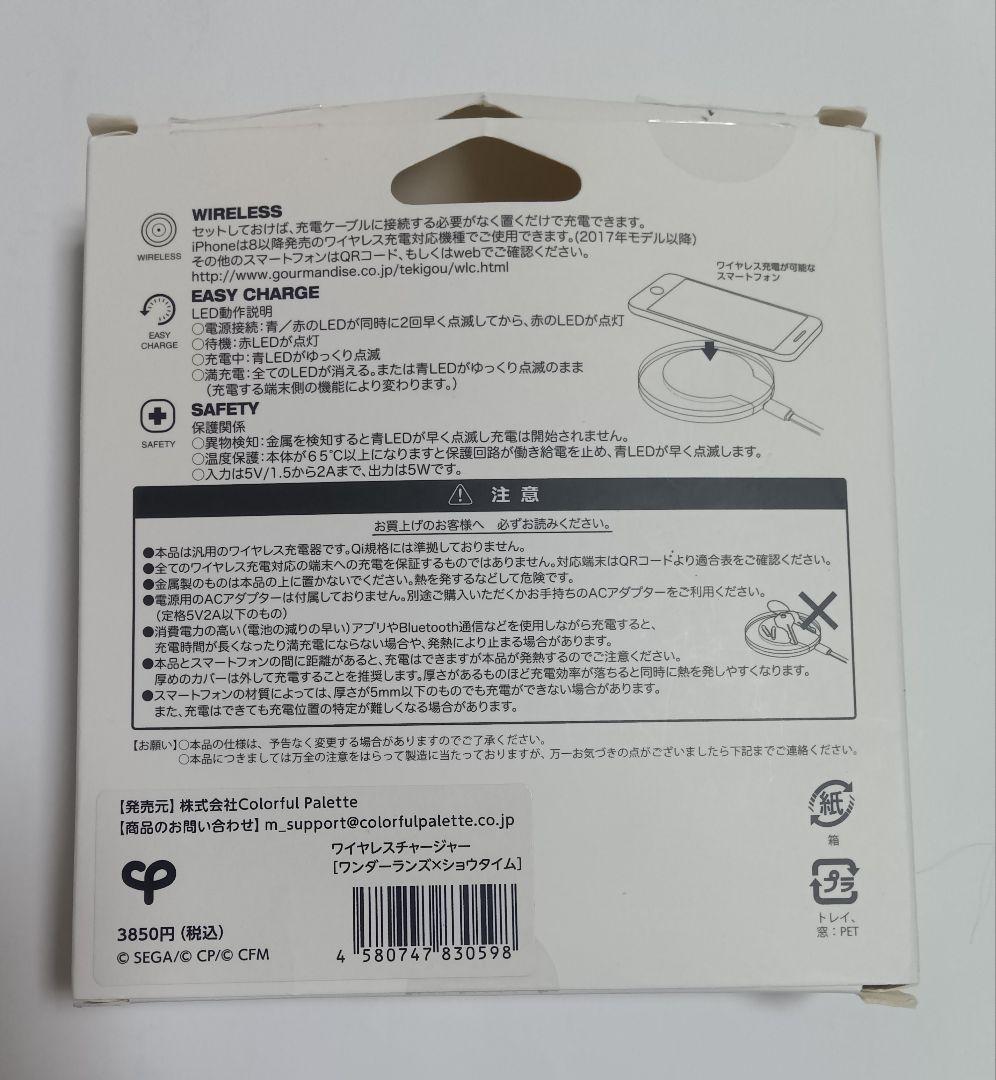 WIRELESS
WIRELESS
セットしておけば、充電ケーブルに接続する必要がなく置くだけで充電できます。
iPhoneは8以降発売のワイヤレス充電対応機種でご使用できます。(2017年モデル以降)
その他のスマートフォンはQRコード、もしくはwebでご確認ください。
http://www.gourmandise.co.jp/tekigou/wlc.html
ワイヤレス充電が可能な
スマートフォン
EASY
CHARGE
EASY CHARGE
LED動作説明
○電源接続:青/赤のLEDが同時に2回早く点滅してから、赤のLEDが点灯
○待機:赤LEDが点灯
○充電中:青LEDがゆっくり点滅
○満充電:全てのLEDが消える。または青LEDがゆっくり点滅のまま
(充電する端末側の機能により変わります。)
SAFETY
SAFETY
保護関係
○異物検知:金属を検知すると青LEDが早く点滅し充電は開始されません。
○温度保護:本体が65℃以上になりますと保護回路が働き給電を止め、青LEDが早く点滅します。
○入力は5V/1.5から2Aまで、出力は5Wです。
注意
お買上げのお客様へ 必ずお読みください。
●本品は汎用のワイヤレス充電器です。Qi規格には準拠しておりません。
●全てのワイヤレス充電対応の端末への充電を保証するものではありません。対応端末はQRコードより適合表をご確認ください。
●金属製のものは本品の上に置かないでください。熱を発するなどして危険です。
●電源用のACアダプターは付属しておりません。別途ご購入いただくかお手持ちのACアダプターをご利用ください。
(定格5V2A以下のもの)
●消費電力の高い(電池の減りの早い)アプリやBluetooth通信などを使用しながら充電すると、
充電時間が長くなったり満充電にならない場合や、発熱により止まる場合があります。
●本品とスマートフォンの間に距離があると、充電はできますが本品が発熱するのでご注意ください。
厚めのカバーは外して充電することを推奨します。厚さがあるものほど充電効率が落ちると同時に熱を発しやすくなります。
●スマートフォンの材質によっては、厚さが5mm以下のものでも充電ができない場合があります。
また、充電はできても充電位置の特定が難しくなる場合があります。
【お願い】○本品の仕様は、予告なく変更する場合がありますのでご了承ください。
○本品につきましては万全の注意をはらって製造に当たっておりますが、万一お気づきの点がございましたら下記までご連絡ください。
【発売元】株式会社Colorful Palette
【商品のお問い合わせ】m_support@colorfulpalette.co.jp
ワイヤレスチャージャー
[ワンダーランズ×ショウタイム]
3850円(税込)
© SEGA/© CP/© CFM
4 580747 830598
紙
箱
プラ
トレイ、
窓:PET